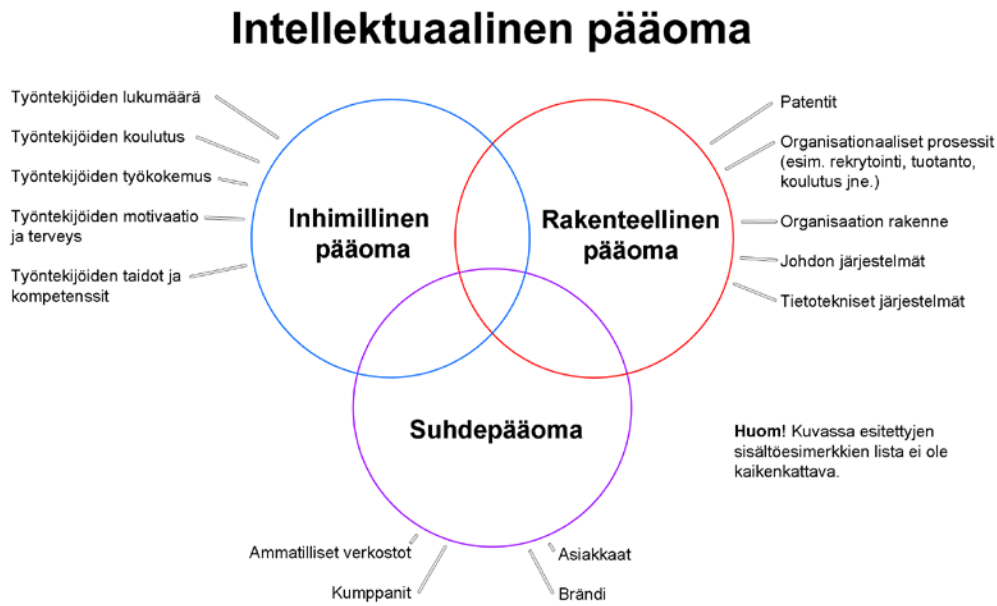 Intellektuaalinen pääoma
Työntekijöiden lukumäärä
Työntekijöiden koulutus
Työntekijöiden työkokemus
Työntekijöiden motivaatio
ja terveys
Työntekijöiden taidot ja
kompetenssit
Inhimillinen
pääoma
Rakenteellinen
pääoma
Patentit
Organisationaaliset prosessit
(esim. rekrytointi, tuotanto,
koulutus jne.)
Organisaation rakenne
Johdon järjestelmät
Tietotekniset järjestelmät
Suhdepääoma
Huom! Kuvassa esitettyjen
sisältöesimerkkien lista ei ole
kaikenkattava.
Ammatilliset verkostot
Kumppanit
Asiakkaat
Brändi